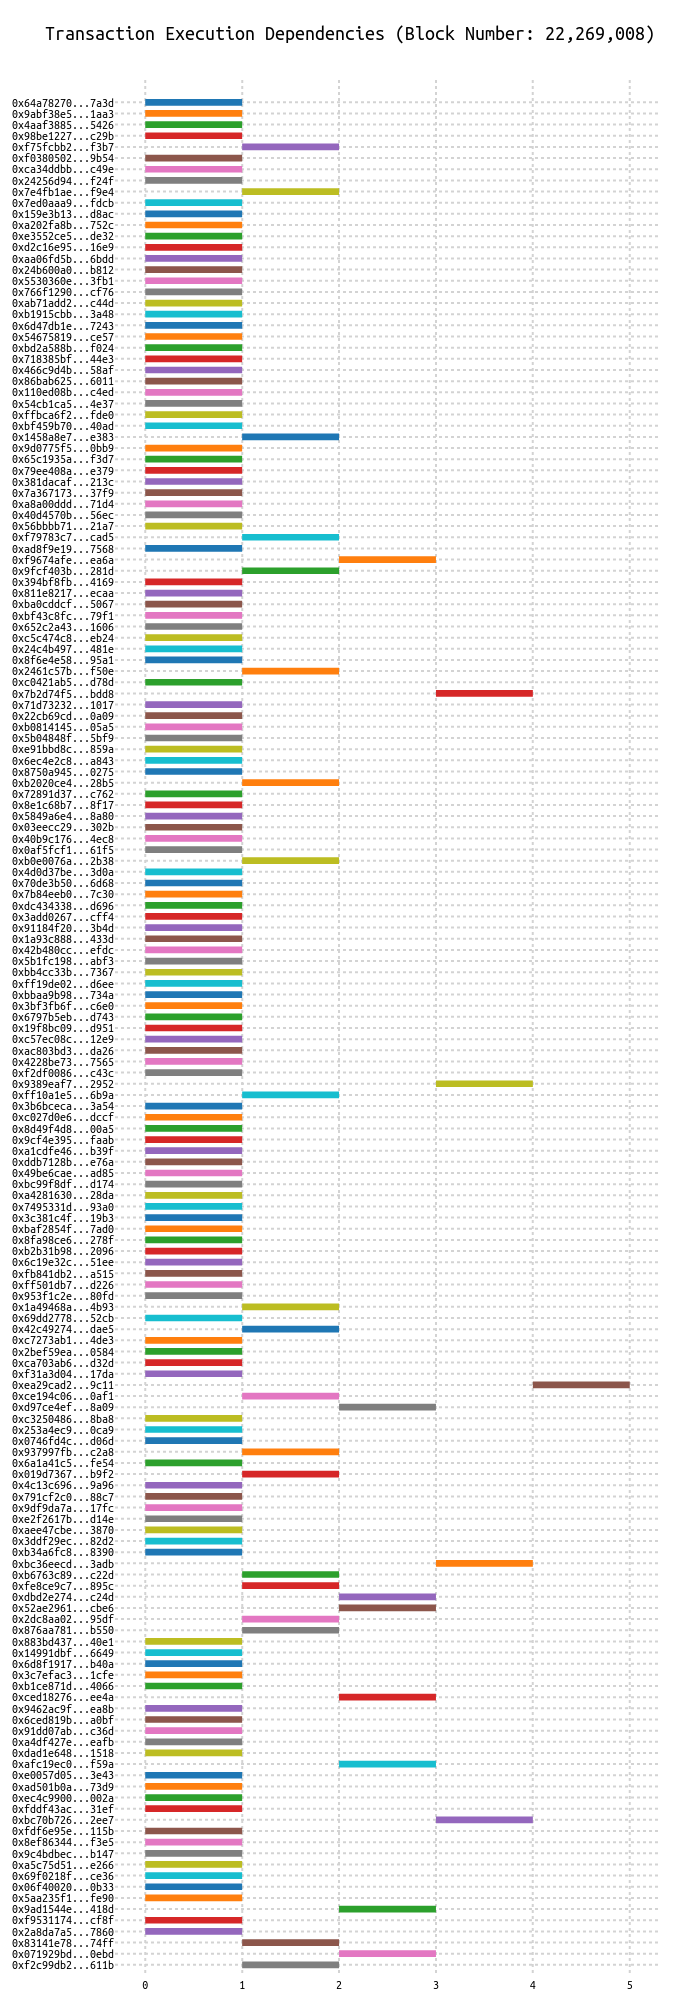 Transaction Execution Dependencies (Block Number: 22,269,008)
0x64a78270...7a3d
0x9abf38e5...1aa3
0x4aaf3885...5426
0x98be1227...c29b
0xf75fcbb2...f3b7
0xf0380502...9b54
0xca34ddbb...c49e
0x24256d94...f24f
0x7e4fb1ae...f9e4
0x7ed0aaa9...fdcb
0x159e3b13...d8ac
0xa202fa8b...752c
0xe3552ce5...de32
0xd2c16e95...16e9
0xaa06fd5b...6bdd
0x24b600a0...b812
0x5530360e...3fb1
0x766f1290...cf76
0xab71add2...c44d
0xb1915cbb...3a48
0x6d47db1e...7243
0x54675819...ce57
0xbd2a588b...f024
0x718385bf...44e3
0x466c9d4b...58af
0x86bab625...6011
0x110ed08b...c4ed
0x54cb1ca5...4e37
0xffbca6f2...fde0
0xbf459b70...40ad
0x1458a8e7...e383
0x9d0775f5...0bb9
0x65c1935a...f3d7
0x79ee408a...e379
0x381dacaf...213c
0x7a367173...37f9
0xa8a00ddd...71d4
0x40d4570b...56ec
0x56bbbb71...21a7
0xf79783c7...cad5
0xad8f9e19...7568
0xf9674afe...ea6a
0x9fcf403b...281d
0x394bf8fb...4169
0x811e8217...ecaa
0xba0cddcf...5067
0xbf43c8fc...79f1
0x652c2a43...1606
0xc5c474c8...eb24
0x24c4b497...481e
0x8f6e4e58...95a1
0x2461c57b...f50e
0xc0421ab5...d78d
0x7b2d74f5...bdd8
0x71d73232...1017
0x22cb69cd...0a09
0xb0814145...05a5
0x5b04848f...5bf9
0xe91bbd8c...859a
0x6ec4e2c8...a843
0x8750a945...0275
0xb2020ce4...28b5
0x72891d37...c762
0x8e1c68b7...8f17
0x5849a6e4...8a80
0x03eecc29...302b
0x40b9c176...4ec8
0x0af5fcf1...61f5
0xb0e0076a...2b38
0x4d0d37be...3d0a
0x70de3b50...6d68
0x7b84eeb0...7c30
0xdc434338...d696
0x3add0267...cff4
0x91184f20...3b4d
0x1a93c888...433d
0x42b480cc...efdc
0x5b1fc198...abf3
0xbb4cc33b...7367
0xff19de02...d6ee
0xbbaa9b98...734a
0x3bf3fb6f...c6e0
0x6797b5eb...d743
0x19f8bc09...d951
0xc57ec08c...12e9
0xac803bd3...da26
0x4228be73...7565
0xf2df0086...c43c
0x9389eaf7...2952
0xff10a1e5...6b9a
0x3b6bceca...3a54
0xc027d0e6...dccf
0x8d49f4d8...00a5
0x9cf4e395...faab
0xa1cdfe46...b39f
0xddb7128b...e76a
0x49be6cae...ad85
0xbc99f8df...d174
0xa4281630...28da
0x7495331d...93a0
0x3c381c4f...19b3
0xbaf2854f...7ad0
0x8fa98ce6...278f
0xb2b31b98...2096
0x6c19e32c...51ee
0xfb841db2...a515
0xff501db7...d226
0x953f1c2e...80fd
0x1a49468a...4b93
0x69dd2778...52cb
0x42c49274...dae5
0xc7273ab1...4de3
0x2bef59ea...0584
0xca703ab6...d32d
0xf31a3d04...17da
0xea29cad2...9c11
0xce194c06...0af1
0xd97ce4ef...8a09
0xc3250486...8ba8
0x253a4ec9...0ca9
0x0746fd4c...d06d
0x937997fb...c2a8
0x6a1a41c5...fe54
0x019d7367...b9f2
0x4c13c696...9a96
0x791cf2c0...88c7
0x9df9da7a...17fc
0xe2f2617b...d14e
0xaee47cbe...3870
0x3ddf29ec...82d2
0xb34a6fc8...8390
0xbc36eecd...3adb
0xb6763c89...c22d
0xfe8ce9c7...895c
0xdbd2e274...c24d
0x52ae2961...cbe6
0x2dc8aa02...95df
0x876aa781...b550
0x883bd437...40e1
0x14991dbf...6649
0x6d8f1917...b40a
0x3c7efac3...1cfe
0xb1ce871d...4066
0xced18276...ee4a
0x9462ac9f...ea8b
0x6ced819b...a0bf
0x91dd07ab...c36d
0xa4df427e...eafb
0xdad1e648...1518
0xafc19ec0...f59a
0xe0057d05...3e43
0xad501b0a...73d9
0xec4c9900...002a
0xfddf43ac...31ef
0xbc70b726...2ee7
0xfdf6e95e...115b
0x8ef86344...f3e5
0x9c4bdbec...b147
0xa5c75d51...e266
0x69f0218f...ce36
0x06f40020...0b33
0x5aa235f1...fe90
0x9ad1544e...418d
0xf9531174...cf8f
0x2a8da7a5...7860
0x83141e78...74ff
0x071929bd...0ebd
0xf2c99db2...611b
0 1 2 3 4 5